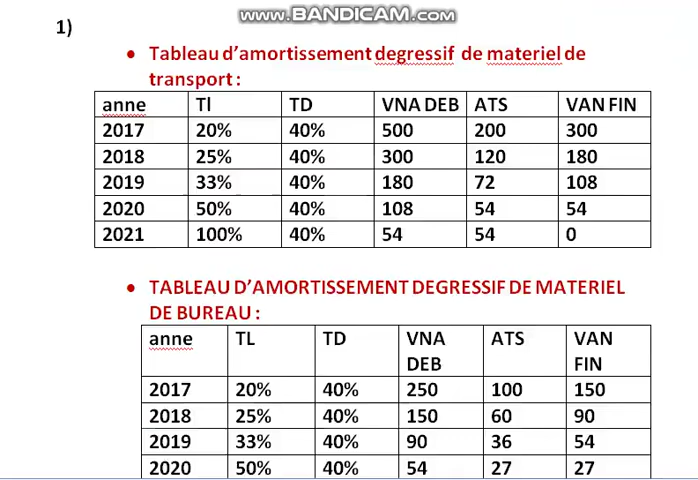 www.BANDICAM.com
1)
• Tableau d'amortissement degressif de materiel de
transport :
anne TI TD VNA DEB ATS VAN FIN
2017 20% 40% 500 200 300
2018 25% 40% 300 120 180
2019 33% 40% 180 72 108
2020 50% 40% 108 54 54
2021 100% 40% 54 54 0
• TABLEAU D'AMORTISSEMENT DEGRESSIF DE MATERIEL
DE BUREAU :
anne TL TD VNA DEB ATS VAN FIN
2017 20% 40% 250 100 150
2018 25% 40% 150 60 90
2019 33% 40% 90 36 54
2020 50% 40% 54 27 27